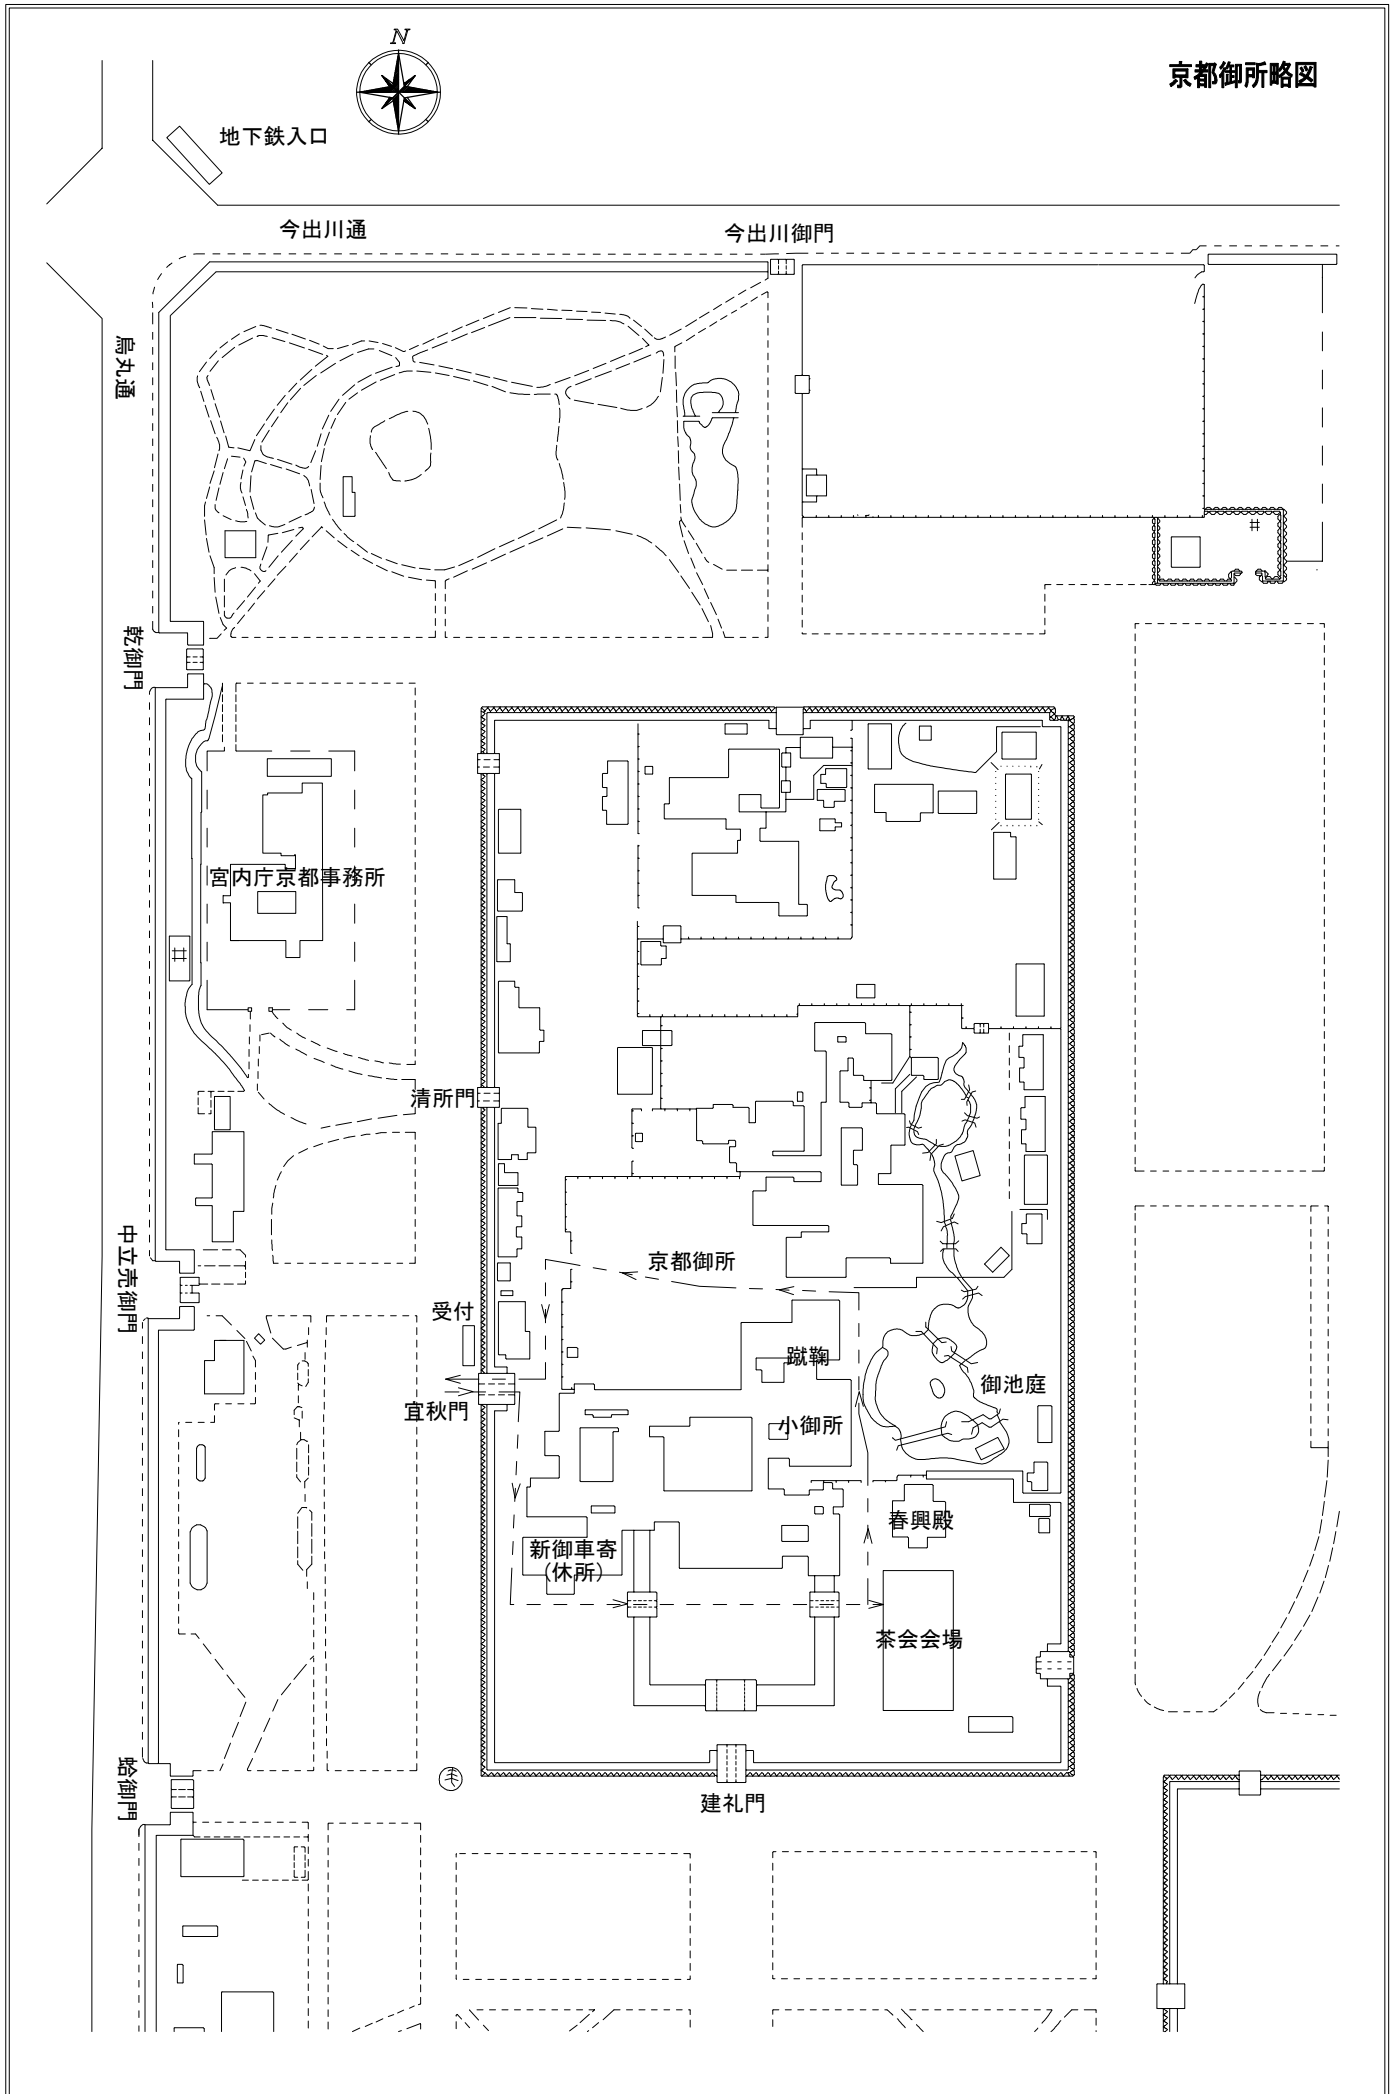 N
京都御所略図
地下鉄入口
今出川通
今出川御門
烏丸通
乾御門
宮内庁京都事務所
清所門
中立売御門
京都御所
受付
蹴鞠
御池庭
宜秋門
小御所
春興殿
新御車寄
(休所)
茶会会場
蛤御門
建礼門